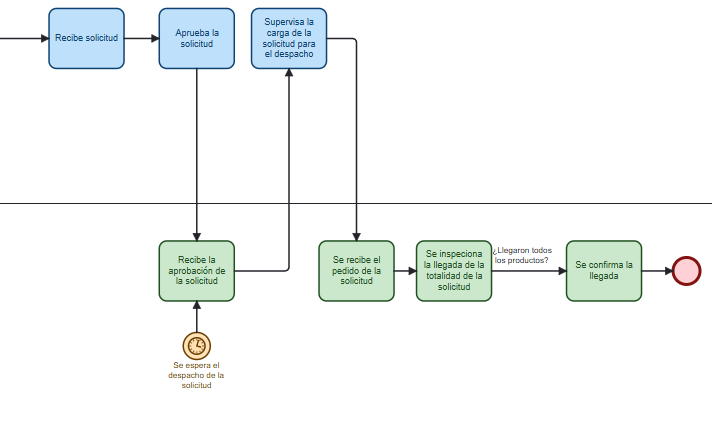 Recibe solicitud
Aprueba la
solicitud
Supervisa la
carga de la
solicitud para
el despacho
Recibe la
aprobación de
la solicitud
Se espera el
despacho de la
solicitud
Se recibe el
pedido de la
solicitud
Se inspeciona
la llegada de la
totalidad de la
solicitud
¿Llegaron todos
los productos?
Se confirma la
llegada